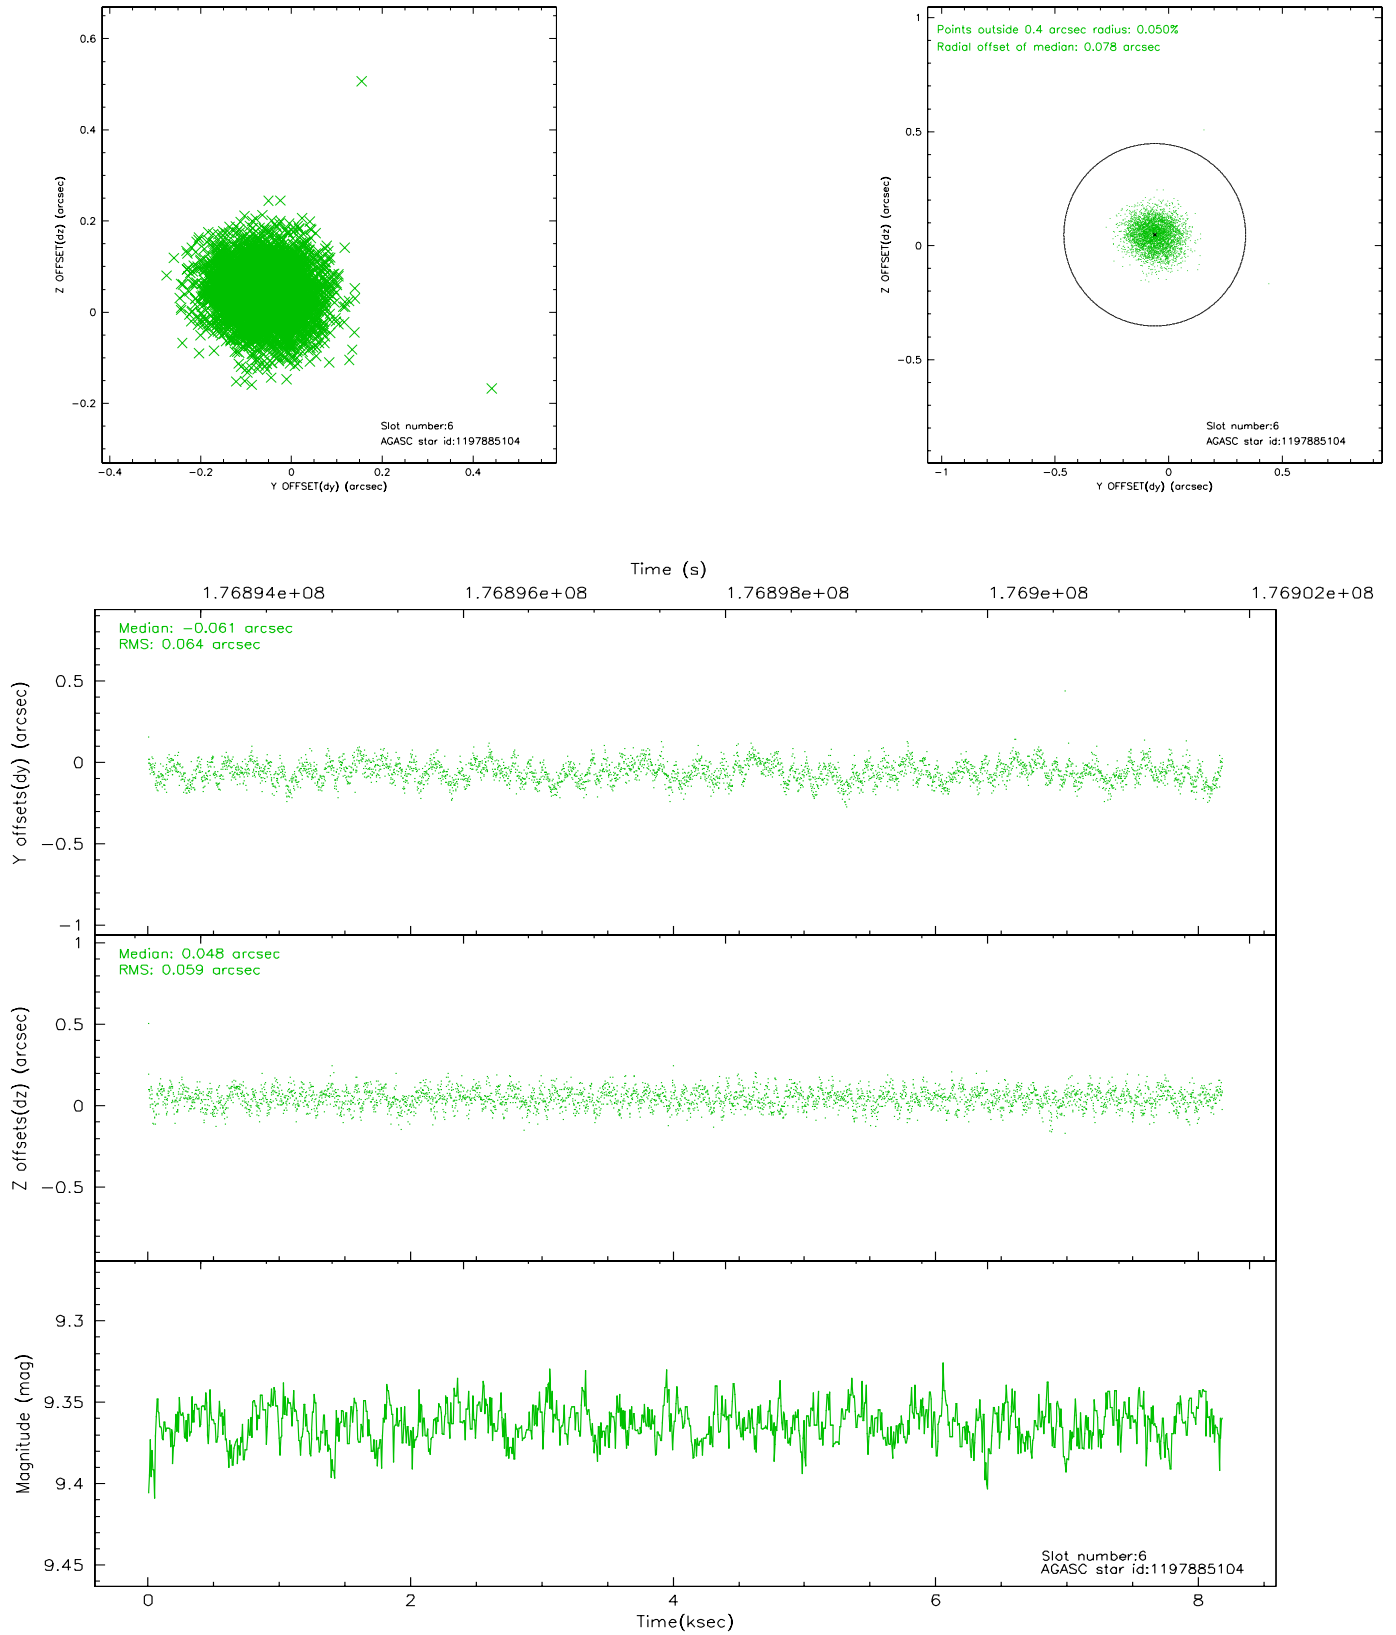 0.6
0.4
0.2
0
-0.2
-0.4
-0.2
0
0.2
0.4
Z OFFSET(dz) (arcsec)
Y OFFSET(dy) (arcsec)
Slot number:6
AGASC star id:1197885104
Points outside 0.4 arcsec radius: 0.050%
Radial offset of median: 0.078 arcsec
1
0.5
0
-0.5
-1
-0.5
0
0.5
Z OFFSET(dz) (arcsec)
Y OFFSET(dy) (arcsec)
Slot number:6
AGASC star id:1197885104
Time (s)
1.76894e+08 1.76896e+08 1.76898e+08 1.769e+08 1.76902e+08
Median: -0.061 arcsec
RMS: 0.064 arcsec
0.5
0
-0.5
-1
Y offsets(dy) (arcsec)
Median: 0.048 arcsec
RMS: 0.059 arcsec
1
0.5
0
-0.5
Z offsets(dz) (arcsec)
9.3
9.35
9.4
9.45
Magnitude (mag)
Slot number:6
AGASC star id:1197885104
0 2 4 6 8
Time(ksec)